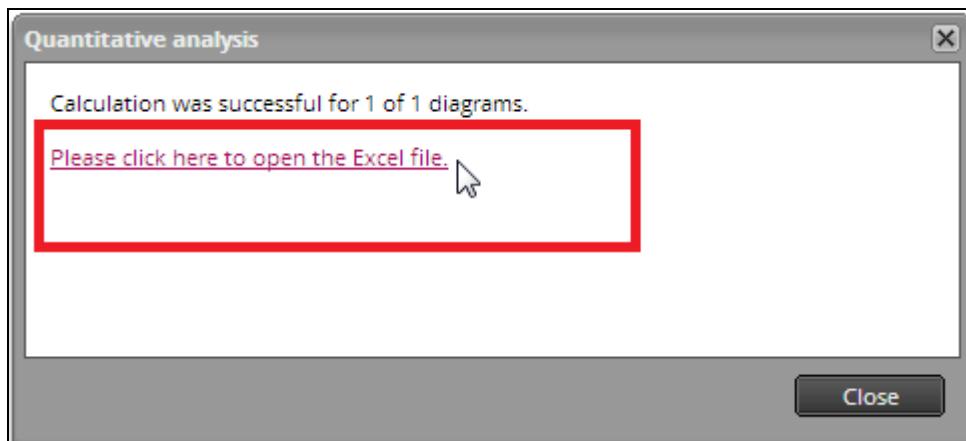 Quantitative analysis
Calculation was successful for 1 of 1 diagrams.
Please click here to open the Excel file.
Close